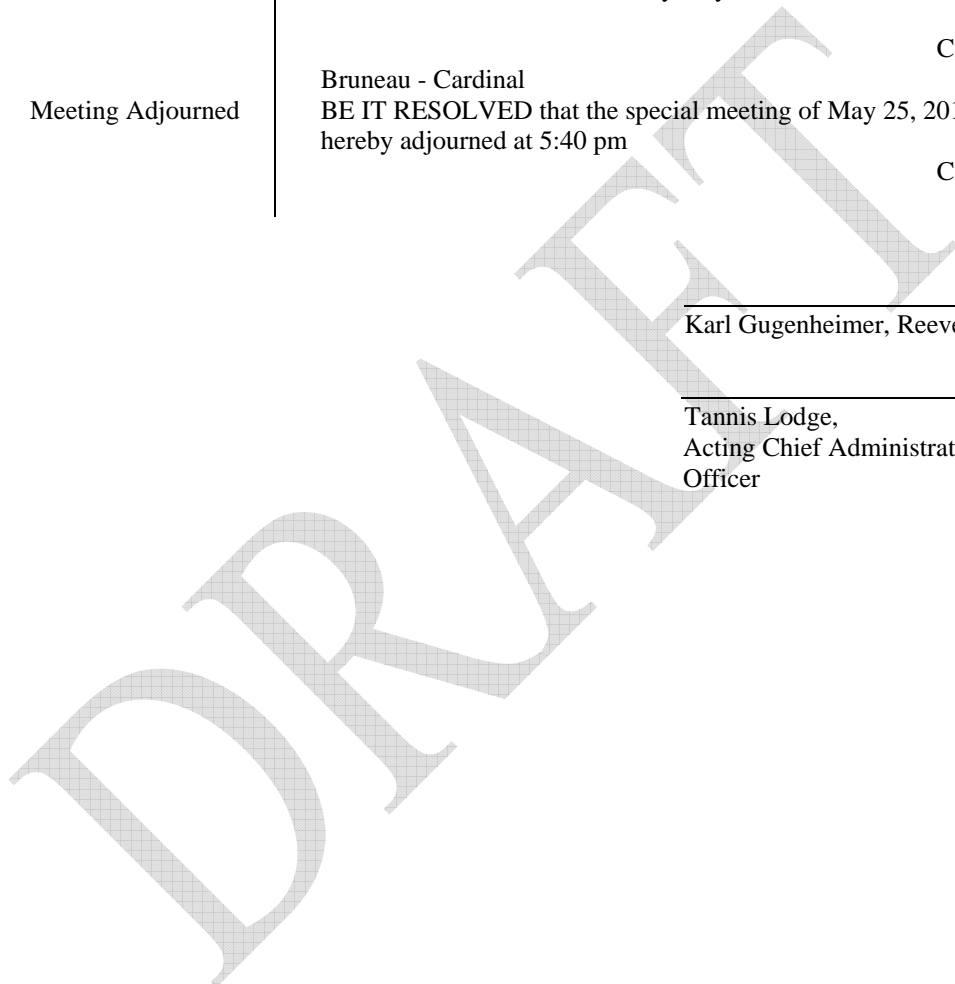 C
Bruneau - Cardinal
Meeting Adjourned
BE IT RESOLVED that the special meeting of May 25, 201
hereby adjourned at 5:40 pm
C
Karl Gugenheimer, Reeve
Tannis Lodge,
Acting Chief Administrat
Officer
DRAFT